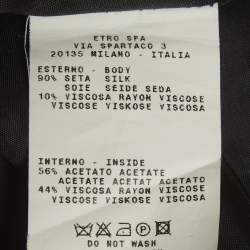 ETRO SPA
VIA SPARTACO 3
20135 MILANO - ITALIA
ESTERNO - BODY
90% SETA SILK
SOIE SEIDE SEDA
10% VISCOSA RAYON VISCOSE
VISCOSE VISKOSE VISCOSA
INTERNO - INSIDE
56% ACETATO ACETATE
ACETATE ACETAT ACETATO
44% VISCOSA RAYON VISCOSE
VISCOSE VISKOSE VISCOSA
DO NOT WASH